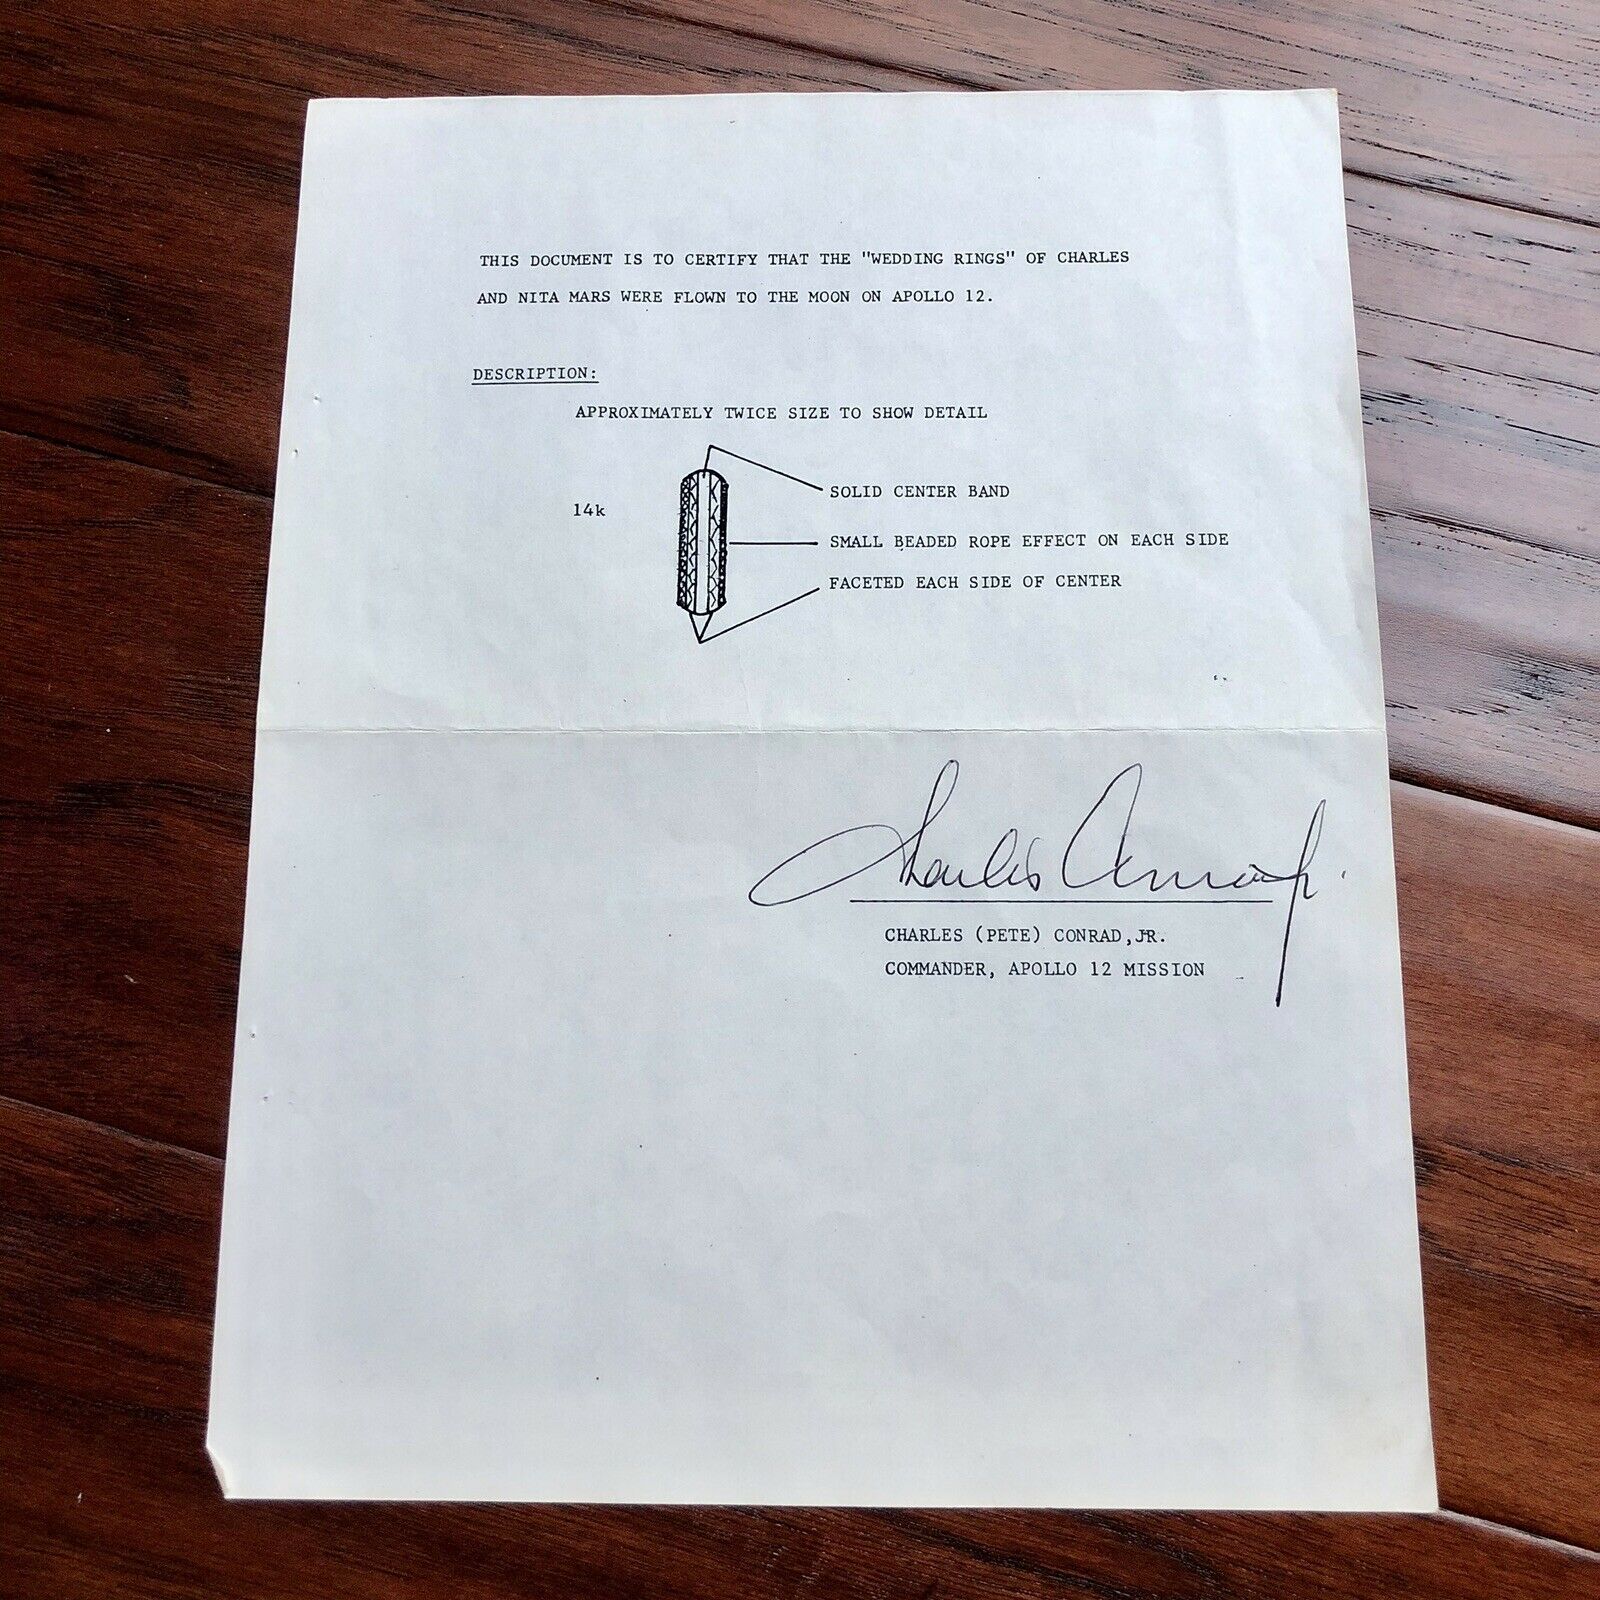 THIS DOCUMENT IS TO CERTIFY THAT THE "WEDDING RINGS" OF CHARLES
AND NITA MARS WERE FLOWN TO THE MOON ON APOLLO 12.
DESCRIPTION:
APPROXIMATELY TWICE SIZE TO SHOW DETAIL
SOLID CENTER BAND
14k
SMALL BEADED ROPE EFFECT ON EACH SIDE
FACETED EACH SIDE OF CENTER
Charles Conrad Jr.
CHARLES (PETE) CONRAD,JR.
COMMANDER, APOLLO 12 MISSION